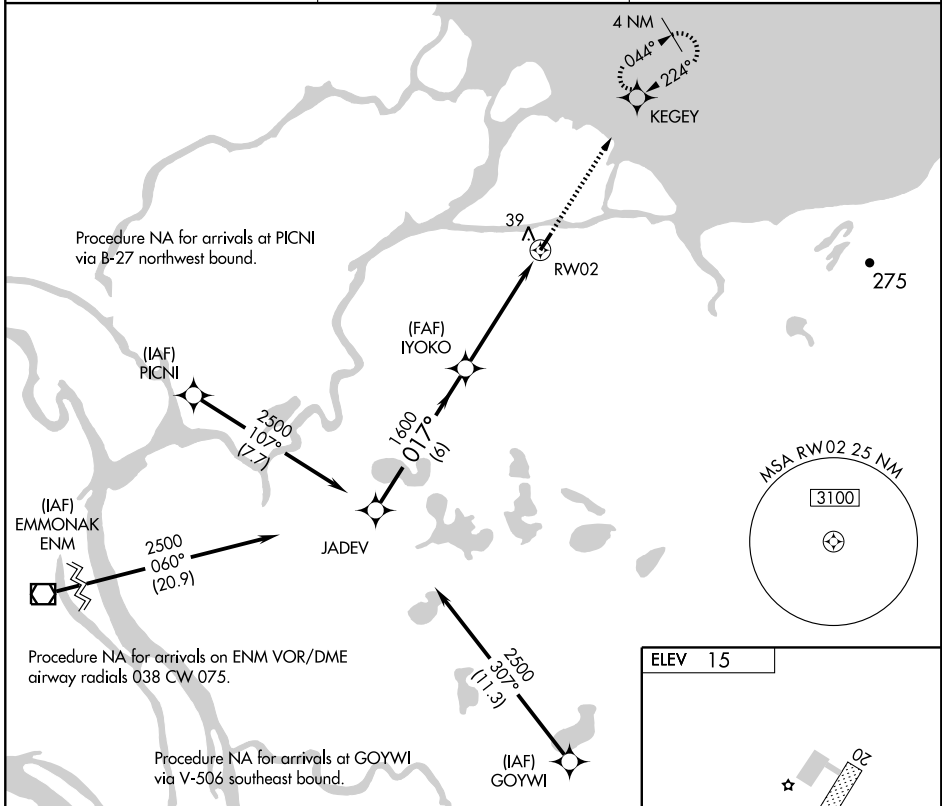 4 NM
044°
224°
KEGEY
39
RW02
Procedure NA for arrivals at PICNI
via B-27 northwest bound.
275
(FAF)
IYOKO
(IAF)
PICNI
2500
107°
(7.7)
1600
017°
(6)
MSA RW02 25 NM
3100
(IAF)
EMMONAK
ENM
2500
060°
(20.9)
JADEV
Procedure NA for arrivals on ENM VOR/DME
airway radials 038 CW 075.
2500
307°
(11.3)
ELEV 15
Procedure NA for arrivals at GOYWI
via V-506 southeast bound.
(IAF)
GOYWI
20